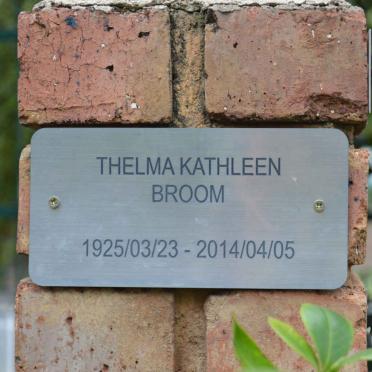 THELMA KATHLEEN
BROOM
1925/03/23 - 2014/04/05